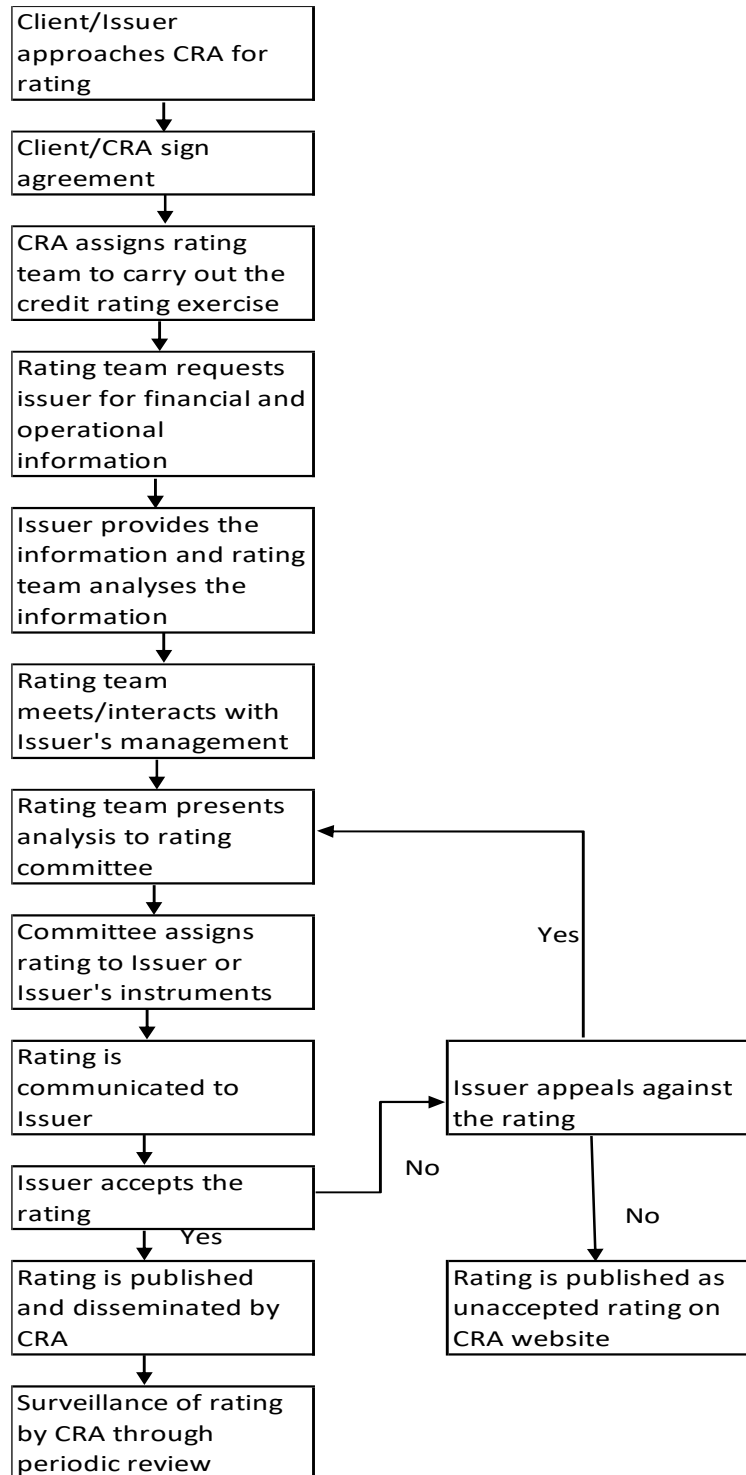 Client/Issuer
approaches CRA for
rating
Client/CRA sign
agreement
CRA assigns rating
team to carry out the
credit rating exercise
Rating team requests
issuer for financial and
operational
information
Issuer provides the
information and rating
team analyses the
information
Rating team
meets/interacts with
Issuer's management
Rating team presents
analysis to rating
committee
Yes
Committee assigns
rating to Issuer or
Issuer's instruments
Rating is
communicated to
Issuer
Issuer appeals against
the rating
No
Issuer accepts the
rating
No
Yes
Rating is published
and disseminated by
CRA
Rating is published as
unaccepted rating on
CRA website
Surveillance of rating
by CRA through
periodic review